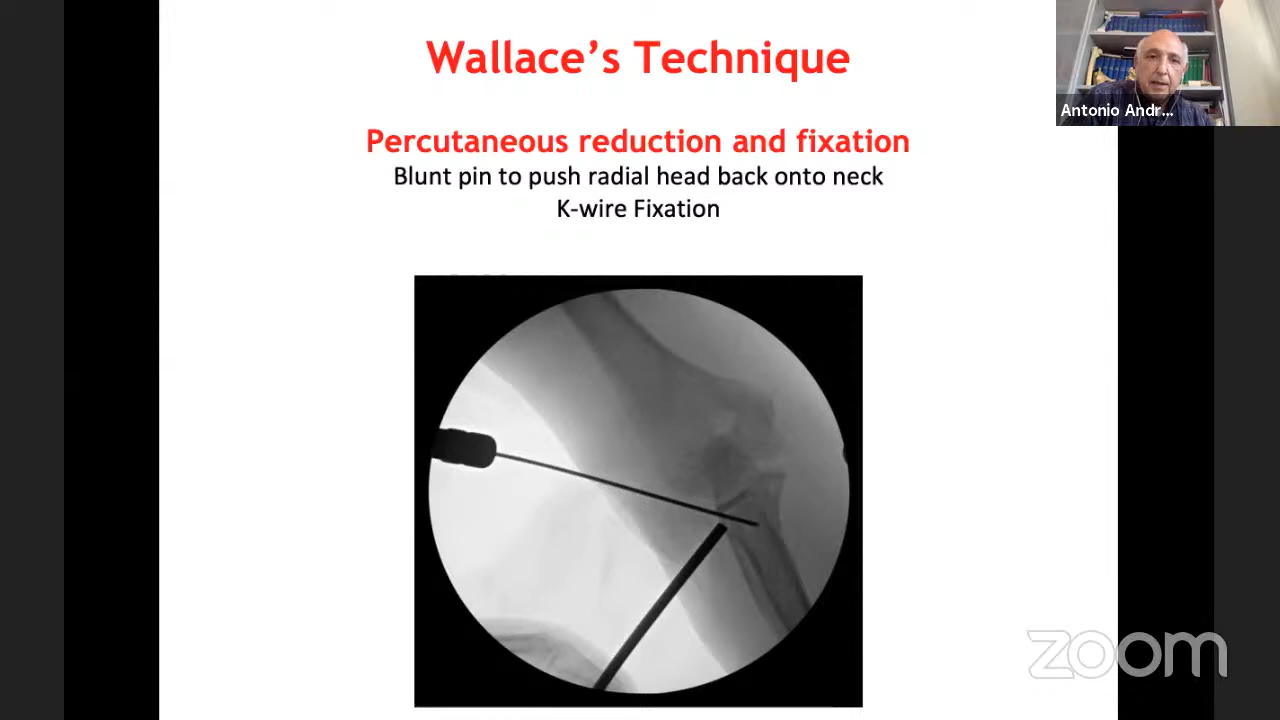 Wallace’s Technique
Antonio Andr...
Percutaneous reduction and fixation
Blunt pin to push radial head back onto neck
K-wire Fixation
zoom